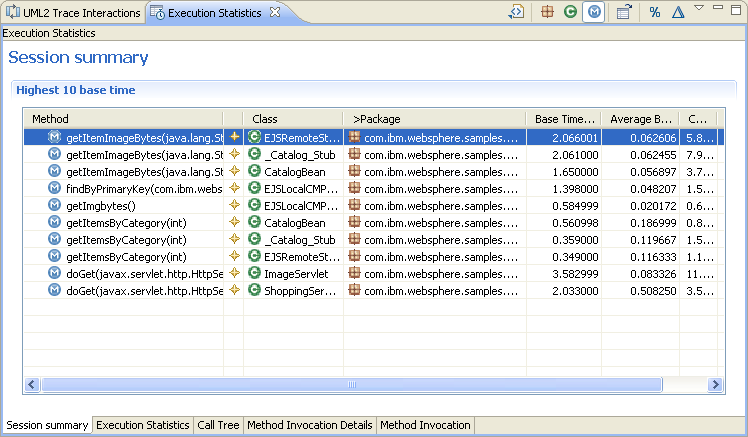 UML2 Trace Interactions Execution Statistics
Execution Statistics
Session summary
Highest 10 base time
Method Class >Package Base Time... Average B... C...
getItemImageBytes(java.lang.St EJSRemoteSt... com.ibm.websphere.samples.... 2.066001 0.062606 5.8...
getItemImageBytes(java.lang.St _Catalog_Stub com.ibm.websphere.samples.... 2.061000 0.062455 7.9...
getItemImageBytes(java.lang.St CatalogBean com.ibm.websphere.samples.... 1.650000 0.056897 3.7...
findByPrimaryKey(com.ibm.webs EJSLocalCMP... com.ibm.websphere.samples.... 1.398000 0.048207 1.5...
getImgbytes() EJSLocalCMP... com.ibm.websphere.samples.... 0.584999 0.020172 0.6...
getItemsByCategory(int) CatalogBean com.ibm.websphere.samples.... 0.560998 0.186999 0.8...
getItemsByCategory(int) _Catalog_Stub com.ibm.websphere.samples.... 0.359000 0.119667 1.5...
getItemsByCategory(int) EJSRemoteSt... com.ibm.websphere.samples.... 0.349000 0.116333 1.1...
doGet(javax.servlet.http.HttpSe ImageServlet com.ibm.websphere.samples.... 3.582999 0.083326 11....
doGet(javax.servlet.http.HttpSe ShoppingSer... com.ibm.websphere.samples.... 2.033000 0.508250 3.5...
Session summary Execution Statistics Call Tree Method Invocation Details Method Invocation